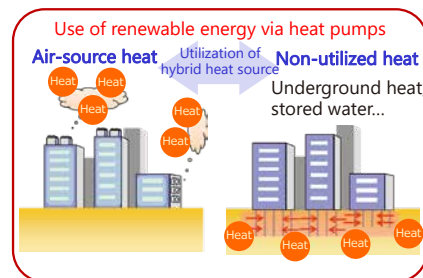 Use of renewable energy via heat pumps
Air-source heat
Utilization of
hybrid heat source
Non-utilized heat
Underground heat
stored water...
Heat
Heat
Heat
Heat
Heat
Heat
Heat
Heat
Heat